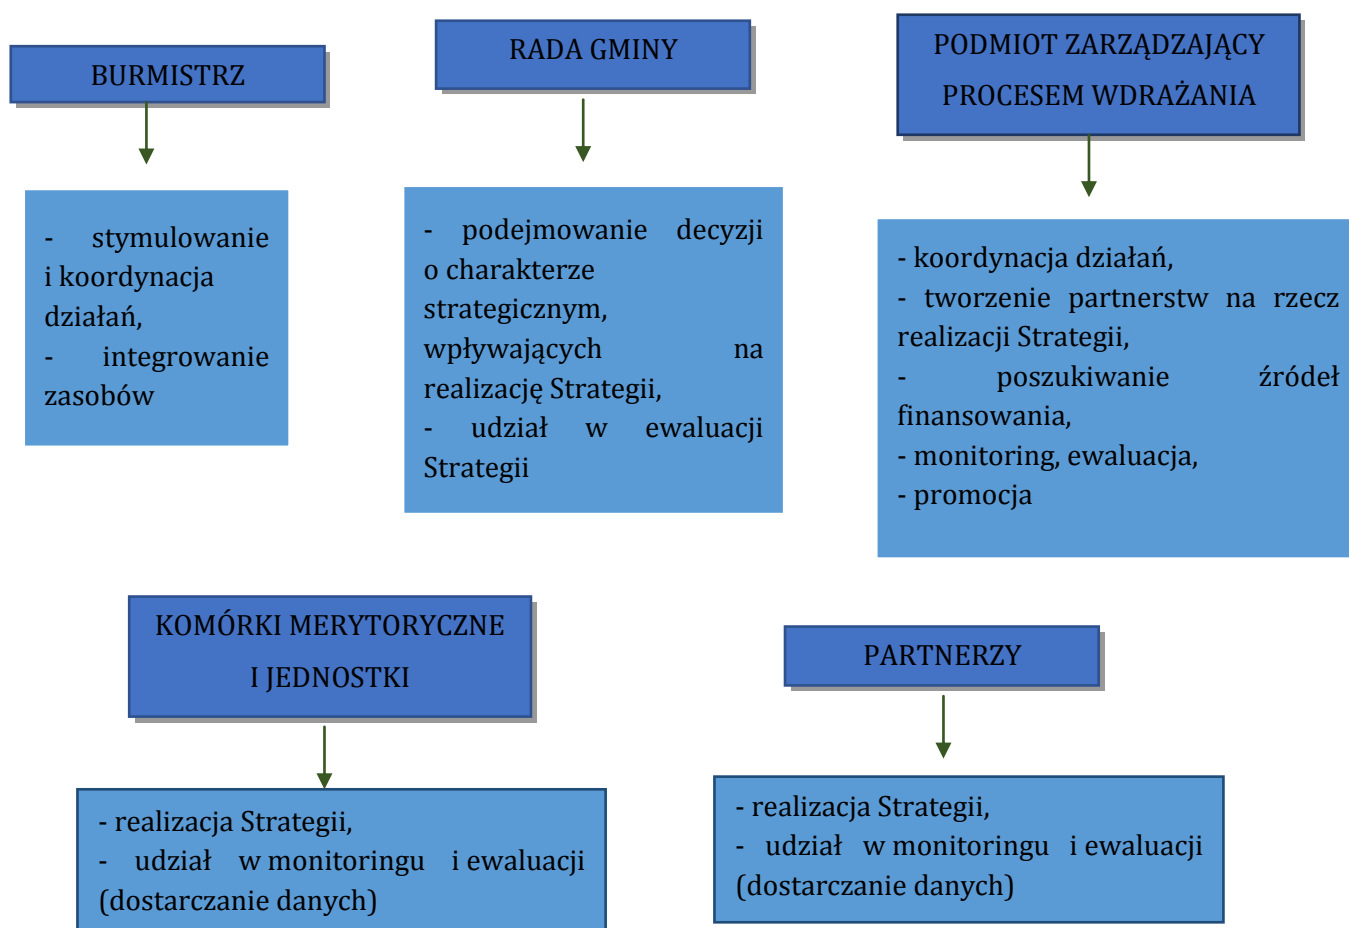 BURMISTRZ
- stymulowanie
i koordynacja
działań,
- integrowanie
zasobów
RADA GMINY
- podejmowanie decyzji
o charakterze
strategicznym,
wpływających na
realizację Strategii,
- udział w ewaluacji
Strategii
PODMIOT ZARZĄDZAJĄCY
PROCESEM WDRAŻANIA
- koordynacja działań,
- tworzenie partnerstw na rzecz
realizacji Strategii,
- poszukiwanie źródeł
finansowania,
- monitoring, ewaluacja,
- promocja
KOMÓRKI MERYTORYCZNE
I JEDNOSTKI
- realizacja Strategii,
- udział w monitoringu i ewaluacji
(dostarczanie danych)
PARTNERZY
- realizacja Strategii,
- udział w monitoringu i ewaluacji
(dostarczanie danych)